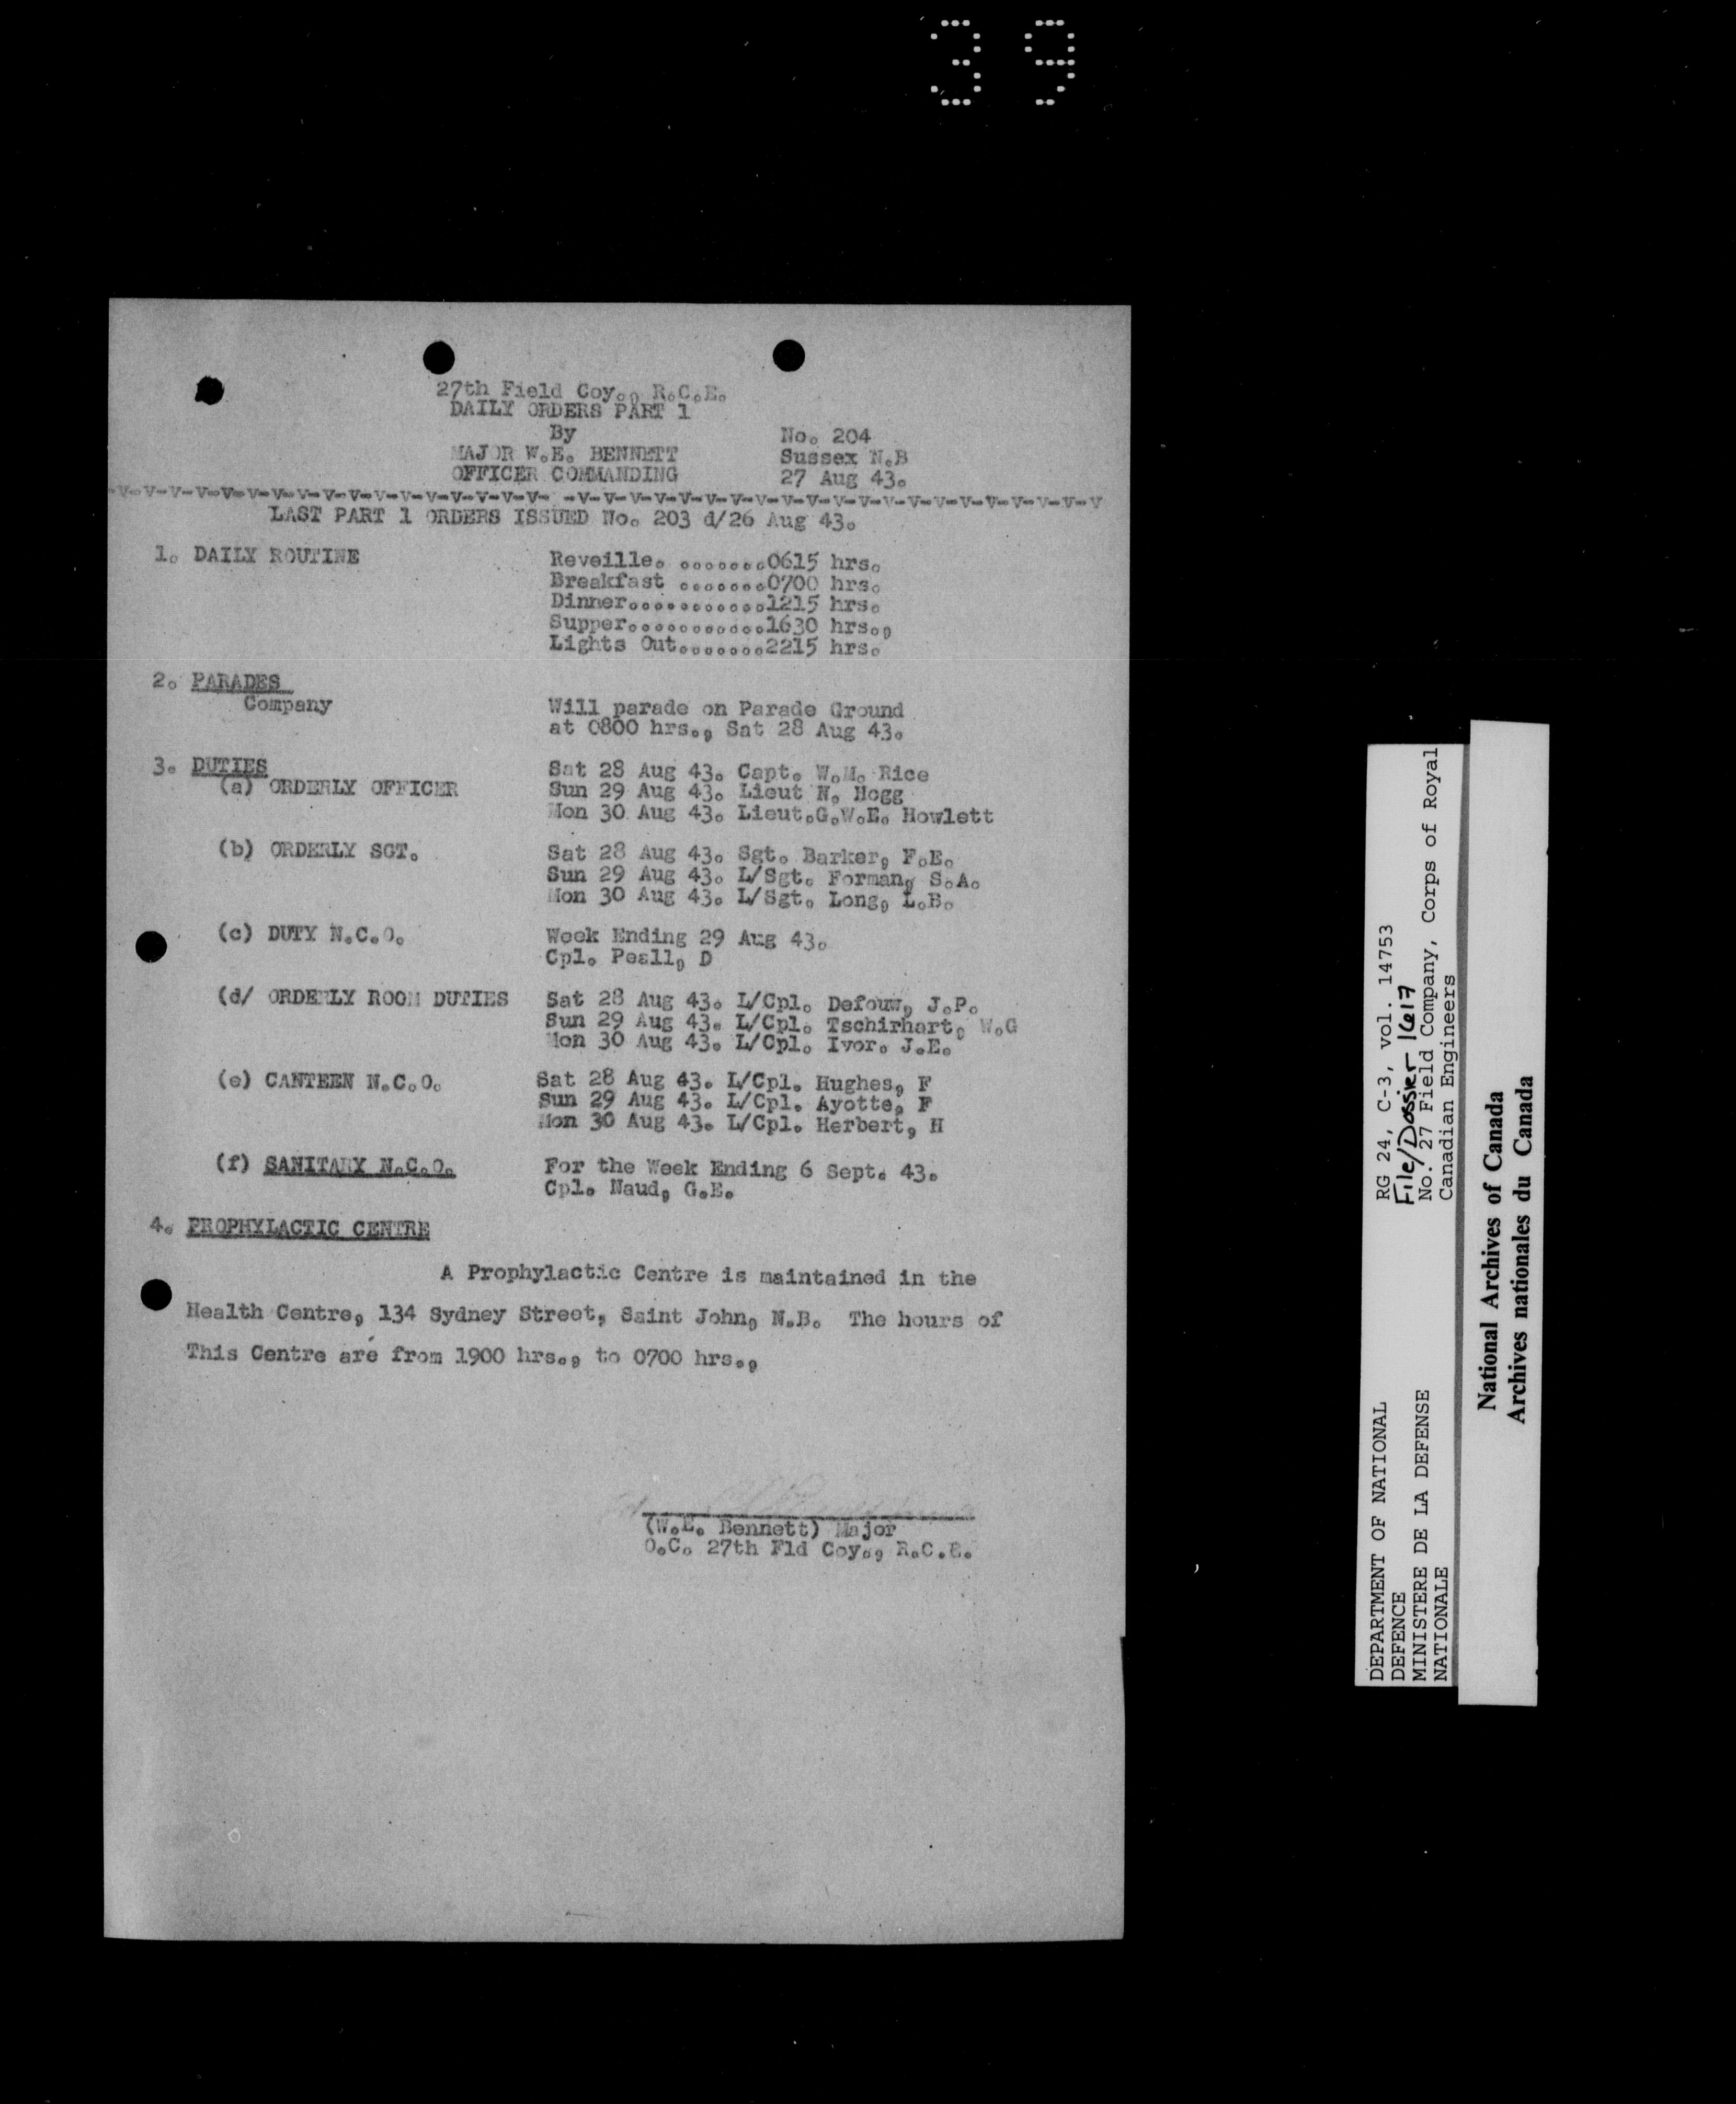 39
27th Field Coy., R.C.E.
DAILY ORDERS PART 1
By
MAJOR W.E. BENNETT
OFFICER COMMANDING
No. 204
Sussex N.B
27 Aug 43.
-V-V-V-V-V-V-V-V-V-V-V-V-V-V-V-V-V- -V-V-V-V-V-V-V-V-V-V-V-V-V-V-V-V-V-V-V-V-V
LAST PART 1 ORDERS ISSUED No. 203 d/26 Aug 43.
1. DAILY ROUTINE
Reveille. .......0615 hrs.
Breakfast .......0700 hrs.
Dinner...........1215 hrs.
Supper...........1630 hrs.,
Lights Out.......2215 hrs.
2. PARADES
Company
Will parade on Parade Ground
at 0800 hrs., Sat 28 Aug 43.
3. DUTIES
(a) ORDERLY OFFICER
Sat 28 Aug 43. Capt. W.M. Rice
Sun 29 Aug 43. Lieut N. Hogg
Mon 30 Aug 43. Lieut.G.W.E. Howlett
(b) ORDERLY SGT.
Sat 28 Aug 43. Sgt. Barker, F.E.
Sun 29 Aug 43. L/Sgt. Forman, S.A.
Mon 30 Aug 43. L/Sgt. Long, L.B.
(c) DUTY N.C.O.
Week Ending 29 Aug 43.
Cpl. Peall, D
(d/ ORDERLY ROOM DUTIES
Sat 28 Aug 43. L/Cpl. Defouw, J.P.
Sun 29 Aug 43. L/Cpl. Tschirhart, W.G
Mon 30 Aug 43. L/Cpl. Ivor. J.E.
(e) CANTEEN N.C.O.
Sat 28 Aug 43. L/Cpl. Hughes, F
Sun 29 Aug 43. L/Cpl. Ayotte, F
Mon 30 Aug 43. L/Cpl. Herbert, H
(f) SANITARY N.C.O.
For the Week Ending 6 Sept. 43.
Cpl. Naud, G.E.
4. PROPHYLACTIC CENTRE
A Prophylactic Centre is maintained in the
Health Centre, 134 Sydney Street, Saint John, N.B. The hours of
This Centre are from 1900 hrs., to 0700 hrs.,
(W.E. Bennett) Major
O.C. 27th Fld Coy., R.C.E.
DEPARTMENT OF NATIONAL
DEFENCE
MINISTERE DE LA DEFENSE
NATIONALE
RG 24, C-3, vol. 14753
File/Dossier 1617
No. 27 Field Company, Corps of Royal
Canadian Engineers
National Archives of Canada
Archives nationales du Canada